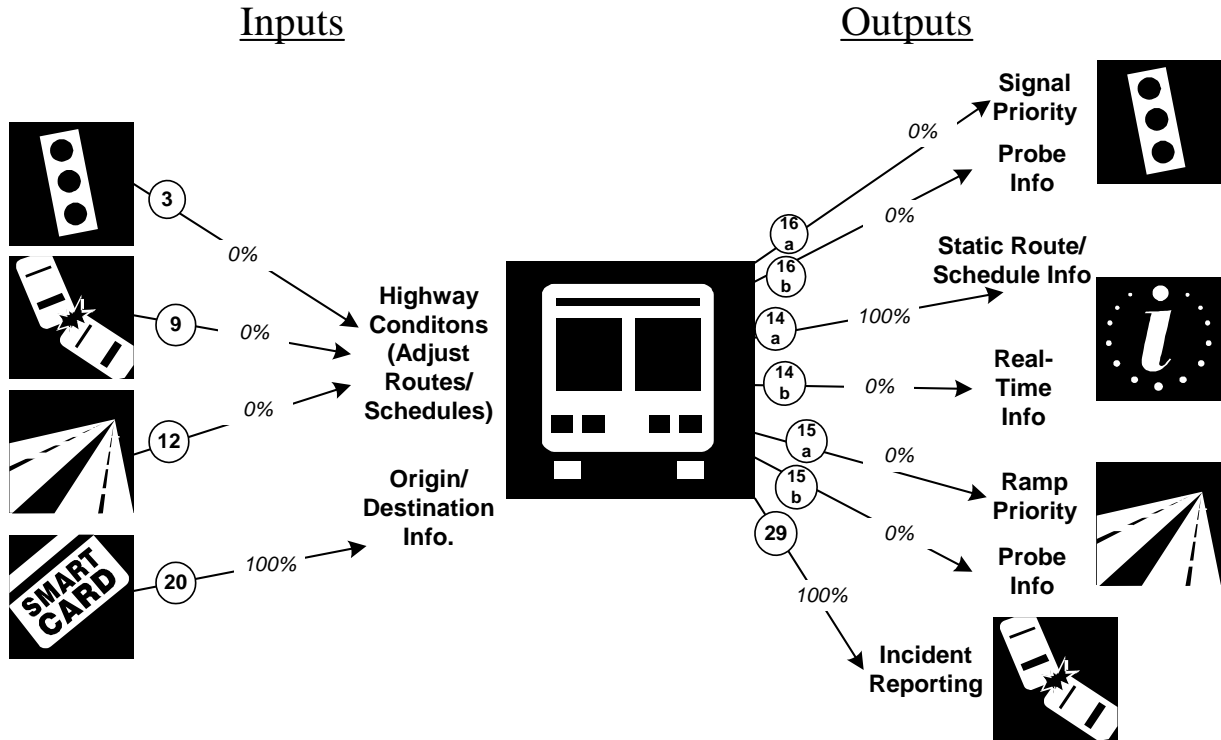 Inputs
Outputs
3
0%
9
0%
12
0%
20
100%
SMART
CARD
Highway
Conditons
(Adjust
Routes/
Schedules)
Origin/
Destination
Info.
16
a
0%
Signal
Priority
16
b
0%
Probe
Info
14
a
100%
Static Route/
Schedule Info
i
14
b
0%
Real-
Time
Info
15
a
0%
Ramp
Priority
15
b
0%
Probe
Info
29
100%
Incident
Reporting